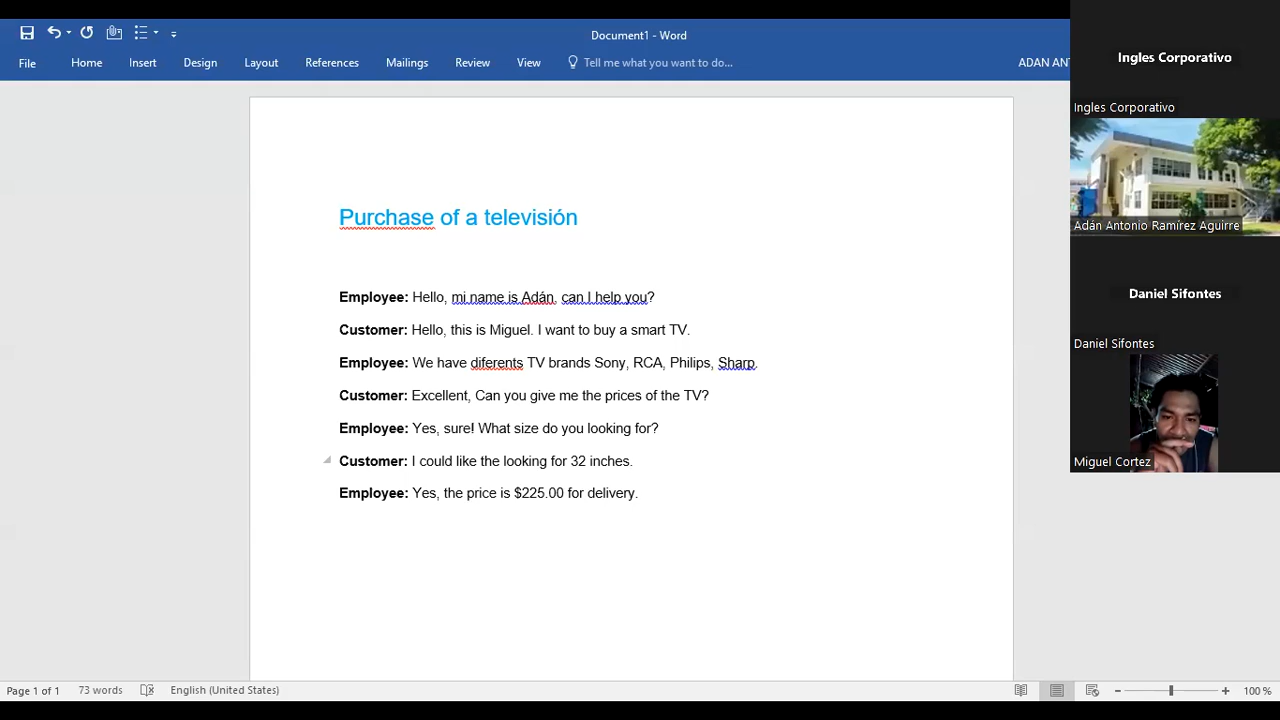 Document1 - Word
File Home Insert Design Layout References Mailings Review View Tell me what you want to do... ADAN ANT
Purchase of a televisión
Employee: Hello, mi name is Adán, can I help you?
Customer: Hello, this is Miguel. I want to buy a smart TV.
Employee: We have diferents TV brands Sony, RCA, Philips, Sharp.
Customer: Excellent, Can you give me the prices of the TV?
Employee: Yes, sure! What size do you looking for?
Customer: I could like the looking for 32 inches.
Employee: Yes, the price is $225.00 for delivery.
Page 1 of 1 73 words English (United States) 100 %
Ingles Corporativo
Ingles Corporativo
Adán Antonio Ramírez Aguirre
Daniel Sifontes
Daniel Sifontes
Miguel Cortez